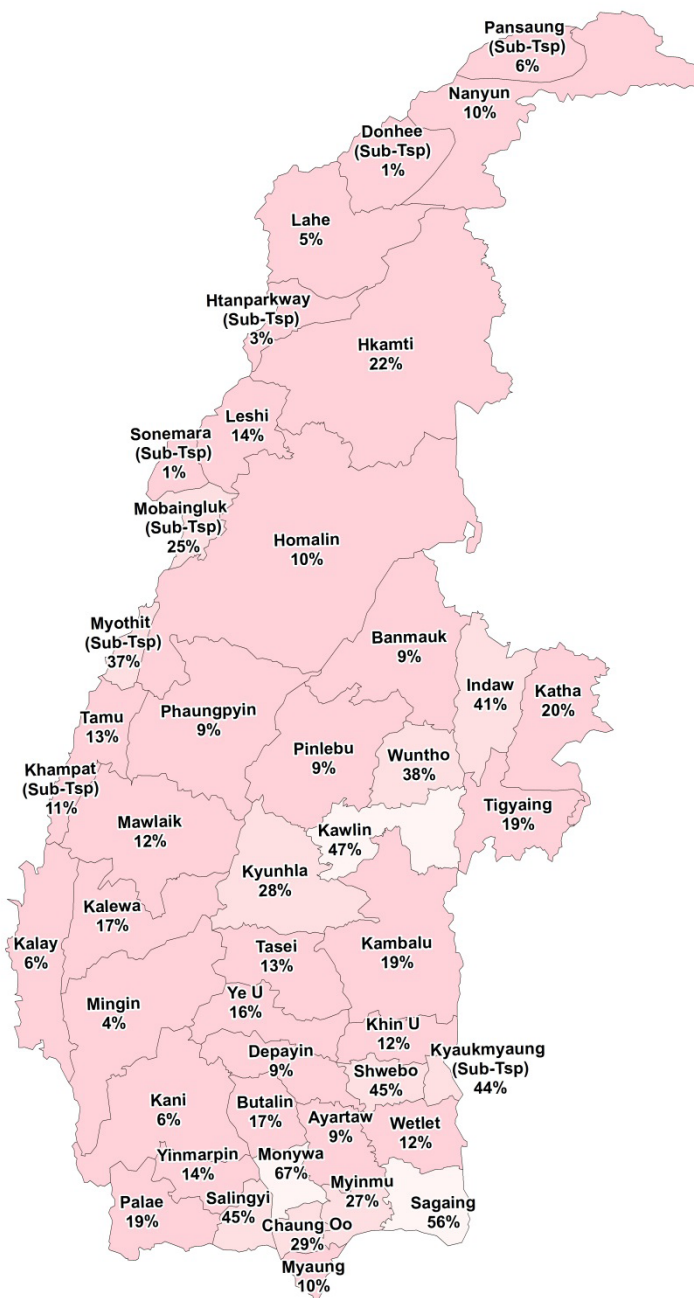 Pansaung
(Sub-Tsp)
6%
Nanyun
10%
Donhee
(Sub-Tsp)
1%
Lahe
5%
Htanparkway
(Sub-Tsp)
3%
Hkamti
22%
Leshi
14%
Sonemara
(Sub-Tsp)
1%
Mobaingluk
(Sub-Tsp)
25%
Homalin
10%
Myothit
(Sub-Tsp)
37%
Banmauk
9%
Indaw
41%
Katha
20%
Tamu
13%
Phaungpyin
9%
Pinlebu
9%
Wuntho
38%
Khampat
(Sub-Tsp)
11%
Mawlaik
12%
Kawlin
47%
Tigyaing
19%
Kyunhla
28%
Kalewa
17%
Kalay
6%
Tasei
13%
Kambalu
19%
Mingin
4%
Ye U
16%
Khin U
12%
Kyaukmyaung
(Sub-Tsp)
44%
Depayin
9%
Shwebo
45%
Kani
6%
Butalin
17%
Ayartaw
9%
Wetlet
12%
Yinmarpin
14%
Monywa
67%
Myinmu
27%
Sagaing
56%
Palae
19%
Salingyi
45%
Chaung Oo
29%
Myaung
10%